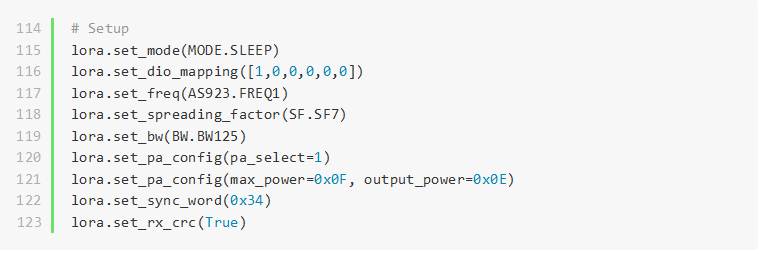 114 # Setup
115 lora.set_mode(MODE.SLEEP)
116 lora.set_dio_mapping([1,0,0,0,0,0])
117 lora.set_freq(AS923.FREQ1)
118 lora.set_spreading_factor(SF.SF7)
119 lora.set_bw(BW.BW125)
120 lora.set_pa_config(pa_select=1)
121 lora.set_pa_config(max_power=0x0F, output_power=0x0E)
122 lora.set_sync_word(0x34)
123 lora.set_rx_crc(True)